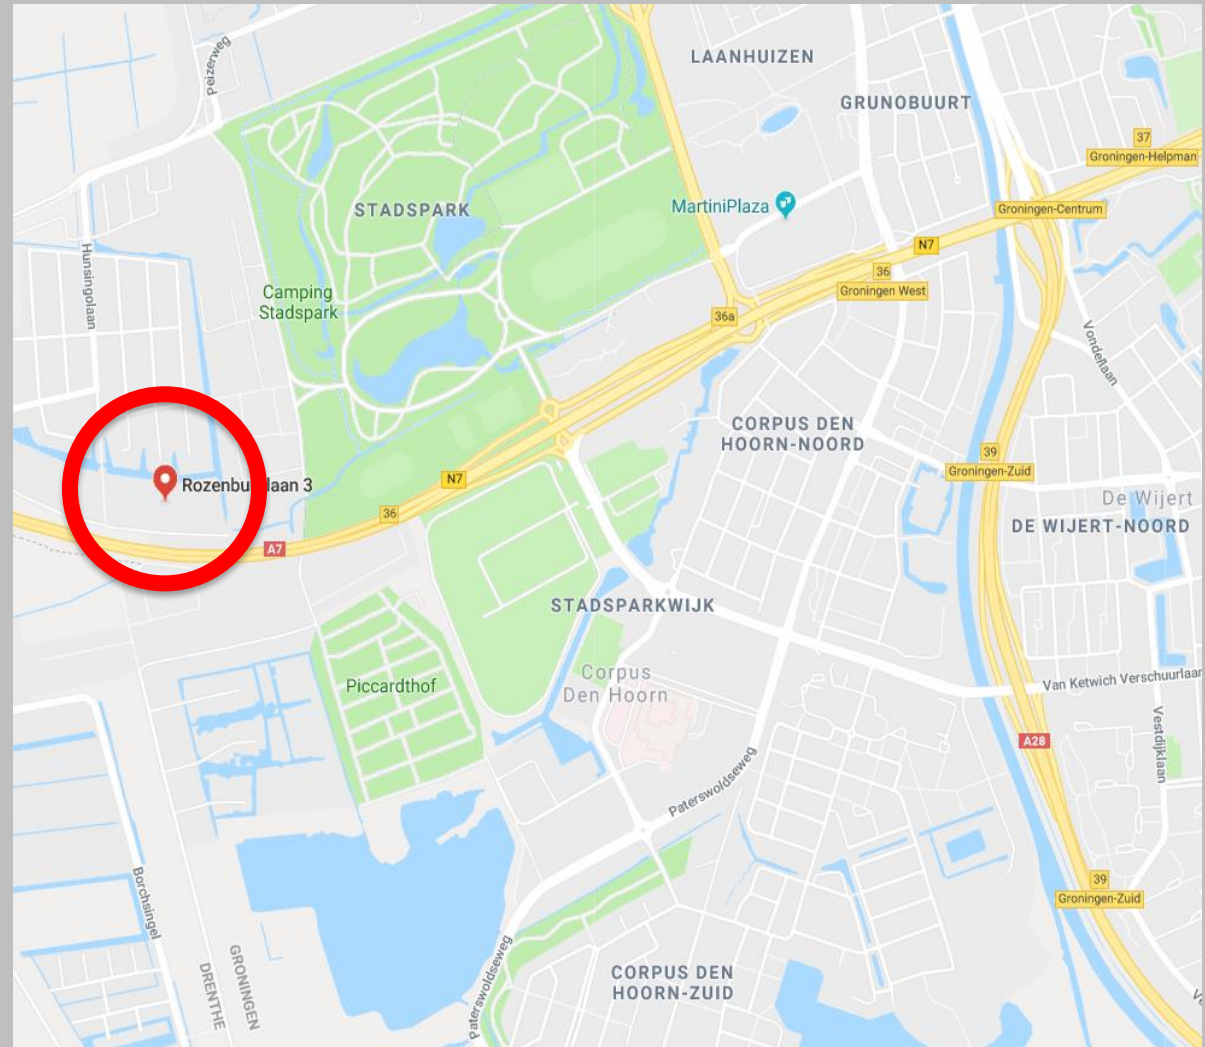 Peizerweg
LAANHUIZEN
GRUNOBUURT
37
Groningen-Helpman
STADSPARK
MartiniPlaza
Groningen-Centrum
N7
Hunsingolaan
36
Groningen West
Camping
Stadspark
36a
Vondellaan
CORPUS DEN
HOORN-NOORD
39
Groningen-Zuid
N7
laan 3
De Wijert
36
DE WIJERT-NOORD
A7
STADSPARKWIJK
Corpus
Den Hoorn
Piccardthof
Van Ketwich Verschuurlaan
Vestdijklaan
A28
Paterswoldseweg
Borchsingel
39
Groningen-Zuid
GRONINGEN
DRENTHE
Paterswoldseweg
CORPUS DEN
HOORN-ZUID